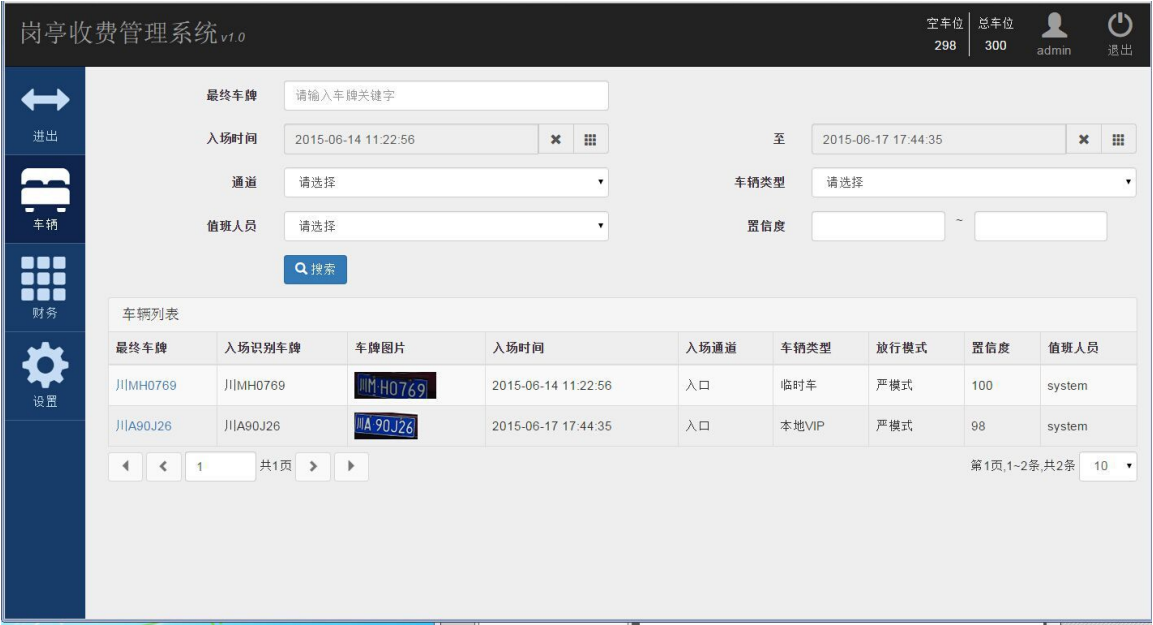 岗亭收费管理系统v1.0
空车位 总车位
298 300 admin 退出
进出
车辆
财务
设置
最终车牌 请输入车牌关键字
入场时间 2015-06-14 11:22:56 至 2015-06-17 17:44:35
通道 请选择 车辆类型 请选择
值班人员 请选择 置信度 ~
搜索
车辆列表
最终车牌 入场识别车牌 车牌图片 入场时间 入场通道 车辆类型 放行模式 置信度 值班人员
川MH0769 川MH0769 川M·H0769 2015-06-14 11:22:56 入口 临时车 严模式 100 system
川A90J26 川A90J26 川A·90J26 2015-06-17 17:44:35 入口 本地VIP 严模式 98 system
1 共1页 第1页,1~2条,共2条 10